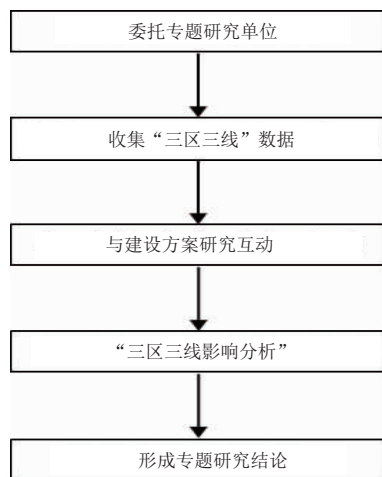 委托专题研究单位
收集“三区三线”数据
与建设方案研究互动
“三区三线影响分析”
形成专题研究结论